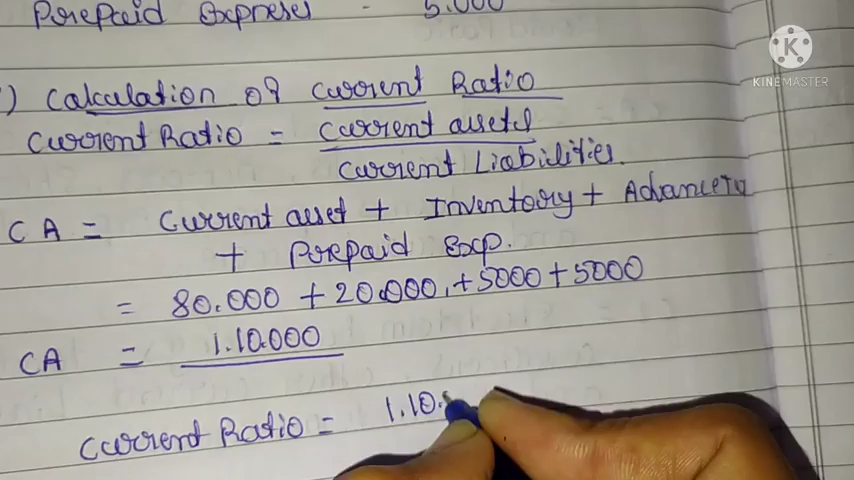 Prepaid Expreses - 5.000
KINEMASTER
) Calculation of Current Ratio
Current Ratio = Current assets
Current Liabilities.
CA = Current asset + Inventory + Advance
+ Prepaid Exp.
= 80.000 + 20.000 + 5000 + 5000
CA = 1.10.000
Current Ratio = 1.10.